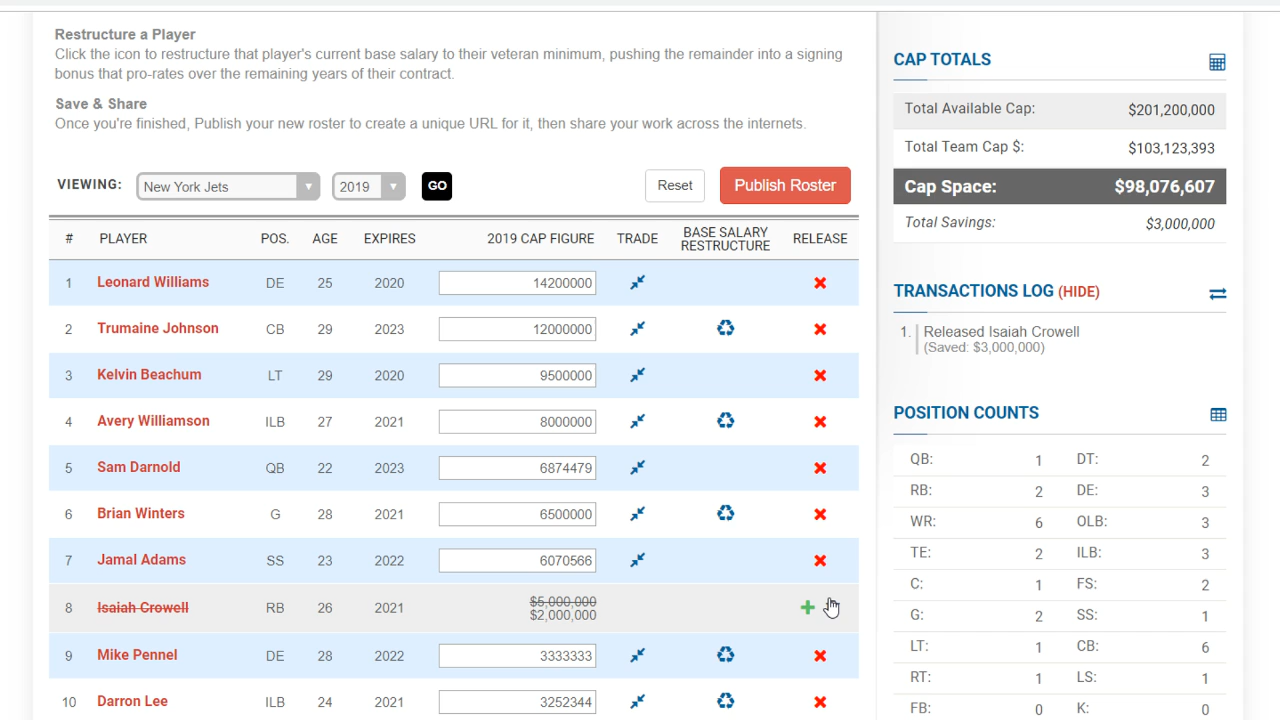 Restructure a Player
Click the icon to restructure that player's current base salary to their veteran minimum, pushing the remainder into a signing
bonus that pro-rates over the remaining years of their contract.
Save & Share
Once you're finished, Publish your new roster to create a unique URL for it, then share your work across the internets.
VIEWING: New York Jets 2019 GO Reset Publish Roster
# PLAYER POS. AGE EXPIRES 2019 CAP FIGURE TRADE BASE SALARY RESTRUCTURE RELEASE
1 Leonard Williams DE 25 2020 14200000
2 Trumaine Johnson CB 29 2023 12000000
3 Kelvin Beachum LT 29 2020 9500000
4 Avery Williamson ILB 27 2021 8000000
5 Sam Darnold QB 22 2023 6874479
6 Brian Winters G 28 2021 6500000
7 Jamal Adams SS 23 2022 6070566
8 Isaiah Crowell RB 26 2021 $5,000,000
$2,000,000
9 Mike Pennel DE 28 2022 3333333
10 Darron Lee ILB 24 2021 3252344
CAP TOTALS
Total Available Cap: $201,200,000
Total Team Cap $: $103,123,393
Cap Space: $98,076,607
Total Savings: $3,000,000
TRANSACTIONS LOG (HIDE)
1. Released Isaiah Crowell
(Saved: $3,000,000)
POSITION COUNTS
QB: 1 DT: 2
RB: 2 DE: 3
WR: 6 OLB: 3
TE: 2 ILB: 3
C: 1 FS: 2
G: 2 SS: 1
LT: 1 CB: 6
RT: 1 LS: 1
FB: 0 K: 0